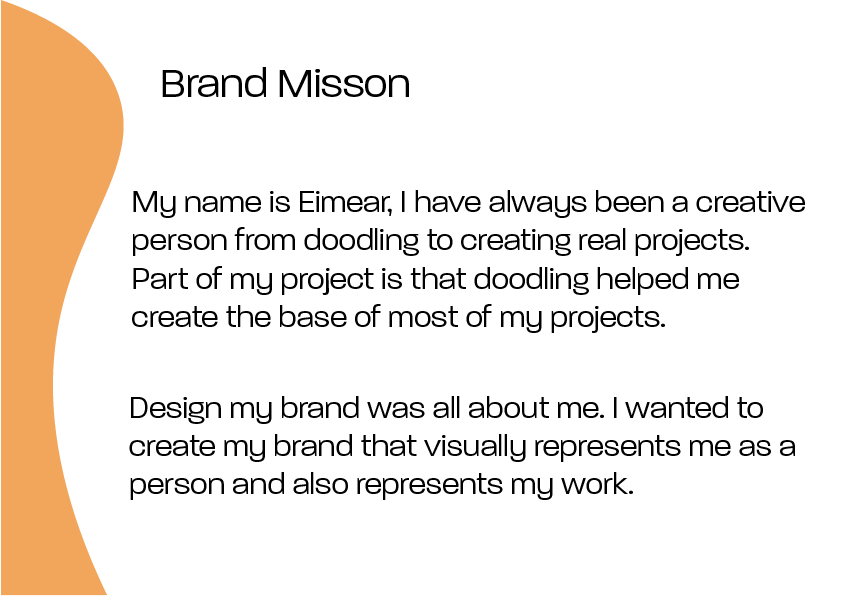 Brand Misson
My name is Eimear, I have always been a creative
person from doodling to creating real projects.
Part of my project is that doodling helped me
create the base of most of my projects.
Design my brand was all about me. I wanted to
create my brand that visually represents me as a
person and also represents my work.